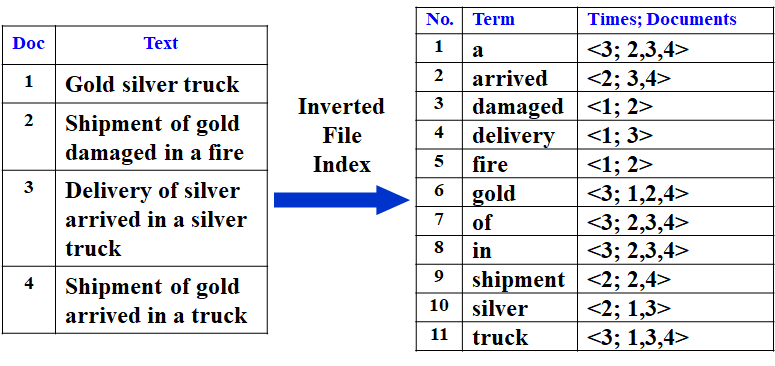 Doc Text
1 Gold silver truck
2 Shipment of gold
damaged in a fire
3 Delivery of silver
arrived in a silver
truck
4 Shipment of gold
arrived in a truck
Inverted
File
Index
No. Term Times; Documents
1 a <3; 2,3,4>
2 arrived <2; 3,4>
3 damaged <1; 2>
4 delivery <1; 3>
5 fire <1; 2>
6 gold <3; 1,2,4>
7 of <3; 2,3,4>
8 in <3; 2,3,4>
9 shipment <2; 2,4>
10 silver <2; 1,3>
11 truck <3; 1,3,4>